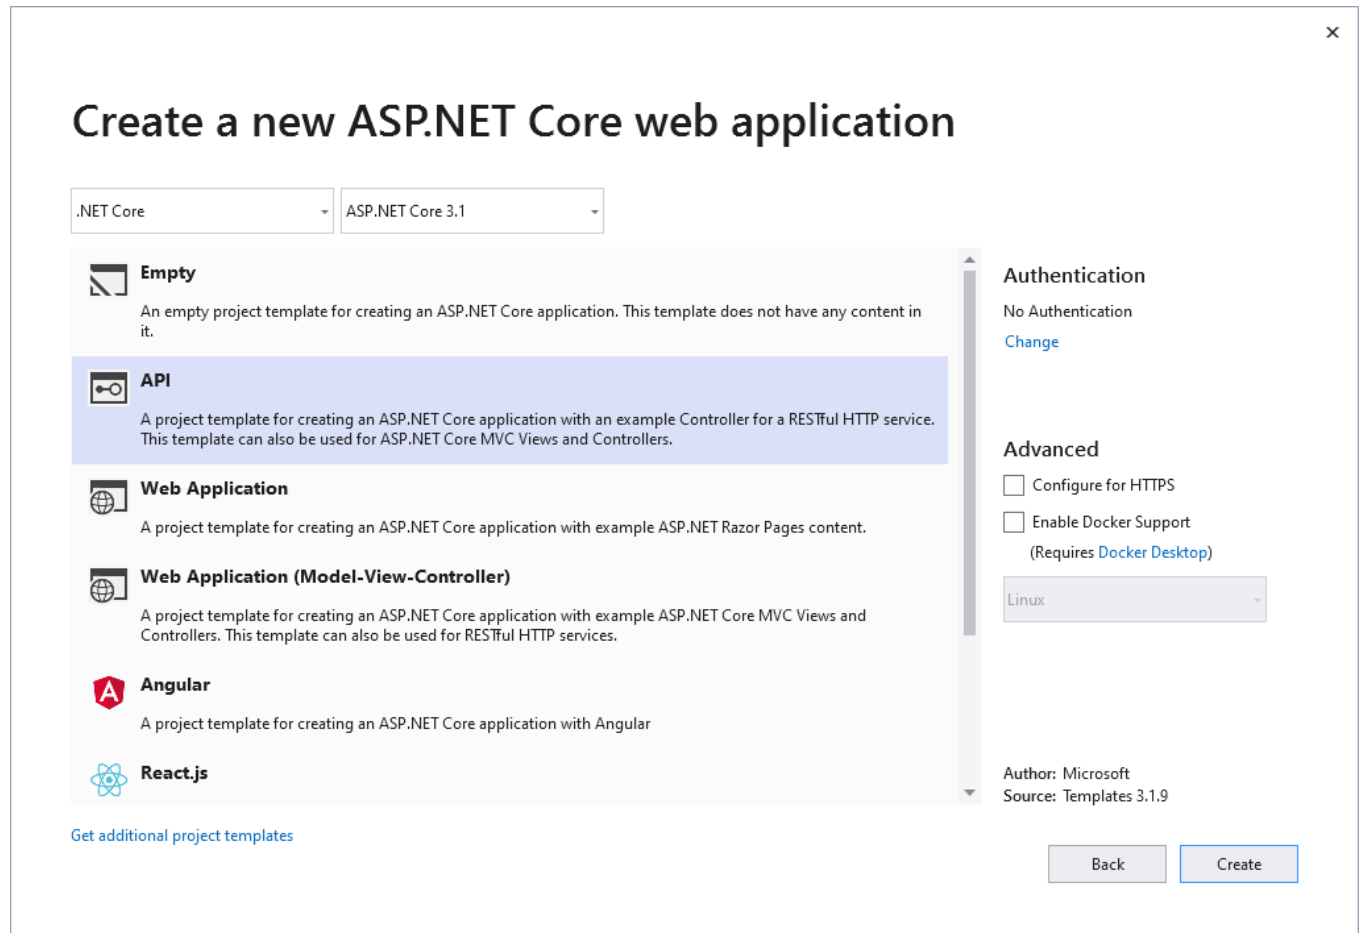 Create a new ASP.NET Core web application
.NET Core
ASP.NET Core 3.1
Empty
An empty project template for creating an ASP.NET Core application. This template does not have any content in
it.
API
A project template for creating an ASP.NET Core application with an example Controller for a RESTful HTTP service.
This template can also be used for ASP.NET Core MVC Views and Controllers.
Web Application
A project template for creating an ASP.NET Core application with example ASP.NET Razor Pages content.
Web Application (Model-View-Controller)
A project template for creating an ASP.NET Core application with example ASP.NET Core MVC Views and
Controllers. This template can also be used for RESTful HTTP services.
Angular
A project template for creating an ASP.NET Core application with Angular
React.js
Get additional project templates
Authentication
No Authentication
Change
Advanced
Configure for HTTPS
Enable Docker Support
(Requires Docker Desktop)
Linux
Author: Microsoft
Source: Templates 3.1.9
Back
Create